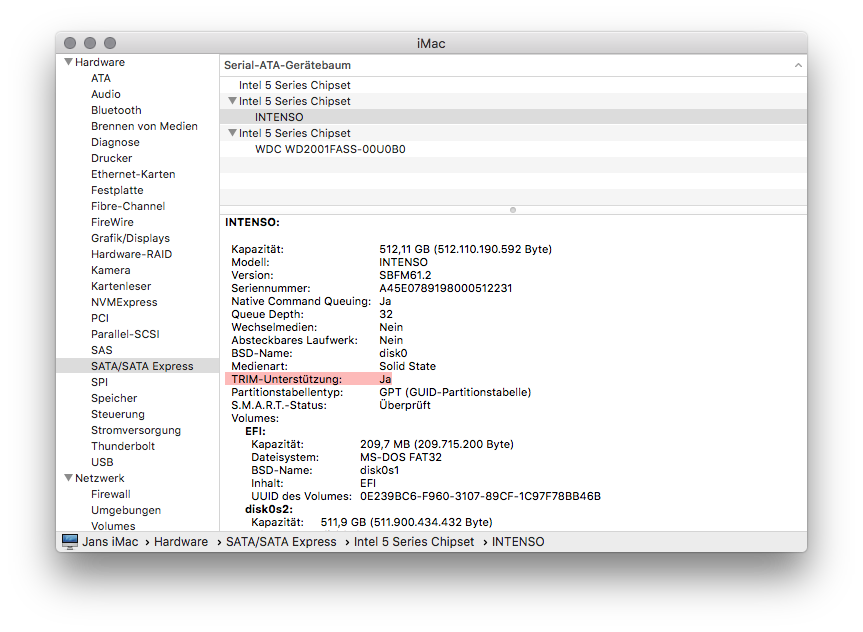 iMac
Hardware
ATA
Audio
Bluetooth
Brennen von Medien
Diagnose
Drucker
Ethernet-Karten
Festplatte
Fibre-Channel
FireWire
Grafik/Displays
Hardware-RAID
Kamera
Kartenleser
NVMExpress
PCI
Parallel-SCSI
SAS
SATA/SATA Express
SPI
Speicher
Steuerung
Stromversorgung
Thunderbolt
USB
Netzwerk
Firewall
Umgebungen
Volumes
Serial-ATA-Gerätebaum
Intel 5 Series Chipset
Intel 5 Series Chipset
INTENSO
Intel 5 Series Chipset
WDC WD2001FASS-00U0B0
INTENSO:
Kapazität: 512,11 GB (512.110.190.592 Byte)
Modell: INTENSO
Version: SBFM61.2
Seriennummer: A45E0789198000512231
Native Command Queuing: Ja
Queue Depth: 32
Wechselmedien: Nein
Absteckbares Laufwerk: Nein
BSD-Name: disk0
Medienart: Solid State
TRIM-Unterstützung: Ja
Partitionstabellentyp: GPT (GUID-Partitionstabelle)
S.M.A.R.T.-Status: Überprüft
Volumes:
EFI:
Kapazität: 209,7 MB (209.715.200 Byte)
Dateisystem: MS-DOS FAT32
BSD-Name: disk0s1
Inhalt: EFI
UUID des Volumes: 0E239BC6-F960-3107-89CF-1C97F78BB46B
disk0s2:
Kapazität: 511,9 GB (511.900.434.432 Byte)
Jans iMac › Hardware › SATA/SATA Express › Intel 5 Series Chipset › INTENSO